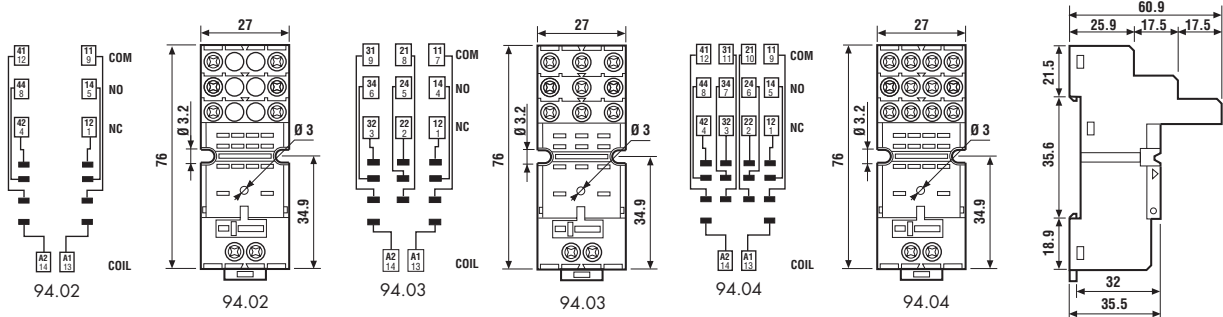 41 11 COM
12 9
44 14 NO
8 5
42 12 NC
4 1
A2 A1 COIL
14 13
94.02
27
76
Ø 3.2
Ø 3
34.9
94.02
31 21 11 COM
9 8 7
34 24 14 NO
6 5 4
32 22 12 NC
3 2 1
A2 A1 COIL
14 13
94.03
27
76
Ø 3.2
Ø 3
34.9
94.03
41 31 21 11 COM
12 11 10 9
44 34 24 14 NO
8 7 6 5
42 32 22 12 NC
4 3 2 1
A2 A1 COIL
14 13
94.04
27
76
Ø 3.2
Ø 3
34.9
94.04
60.9
25.9 17.5 17.5
21.5
35.6
18.9
32
35.5